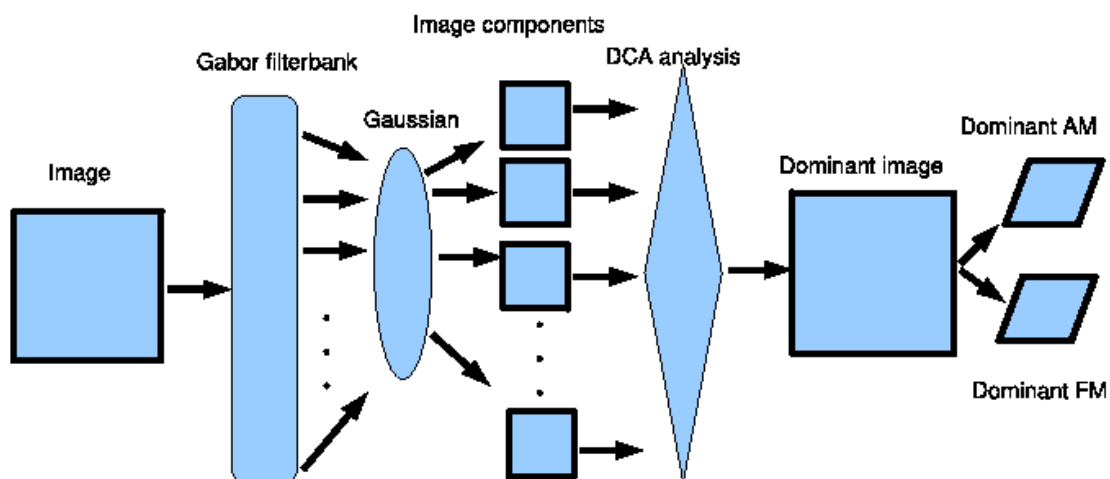 Image components
Gabor filterbank
DCA analysis
Gaussian
Dominant AM
Image
Dominant image
Dominant FM